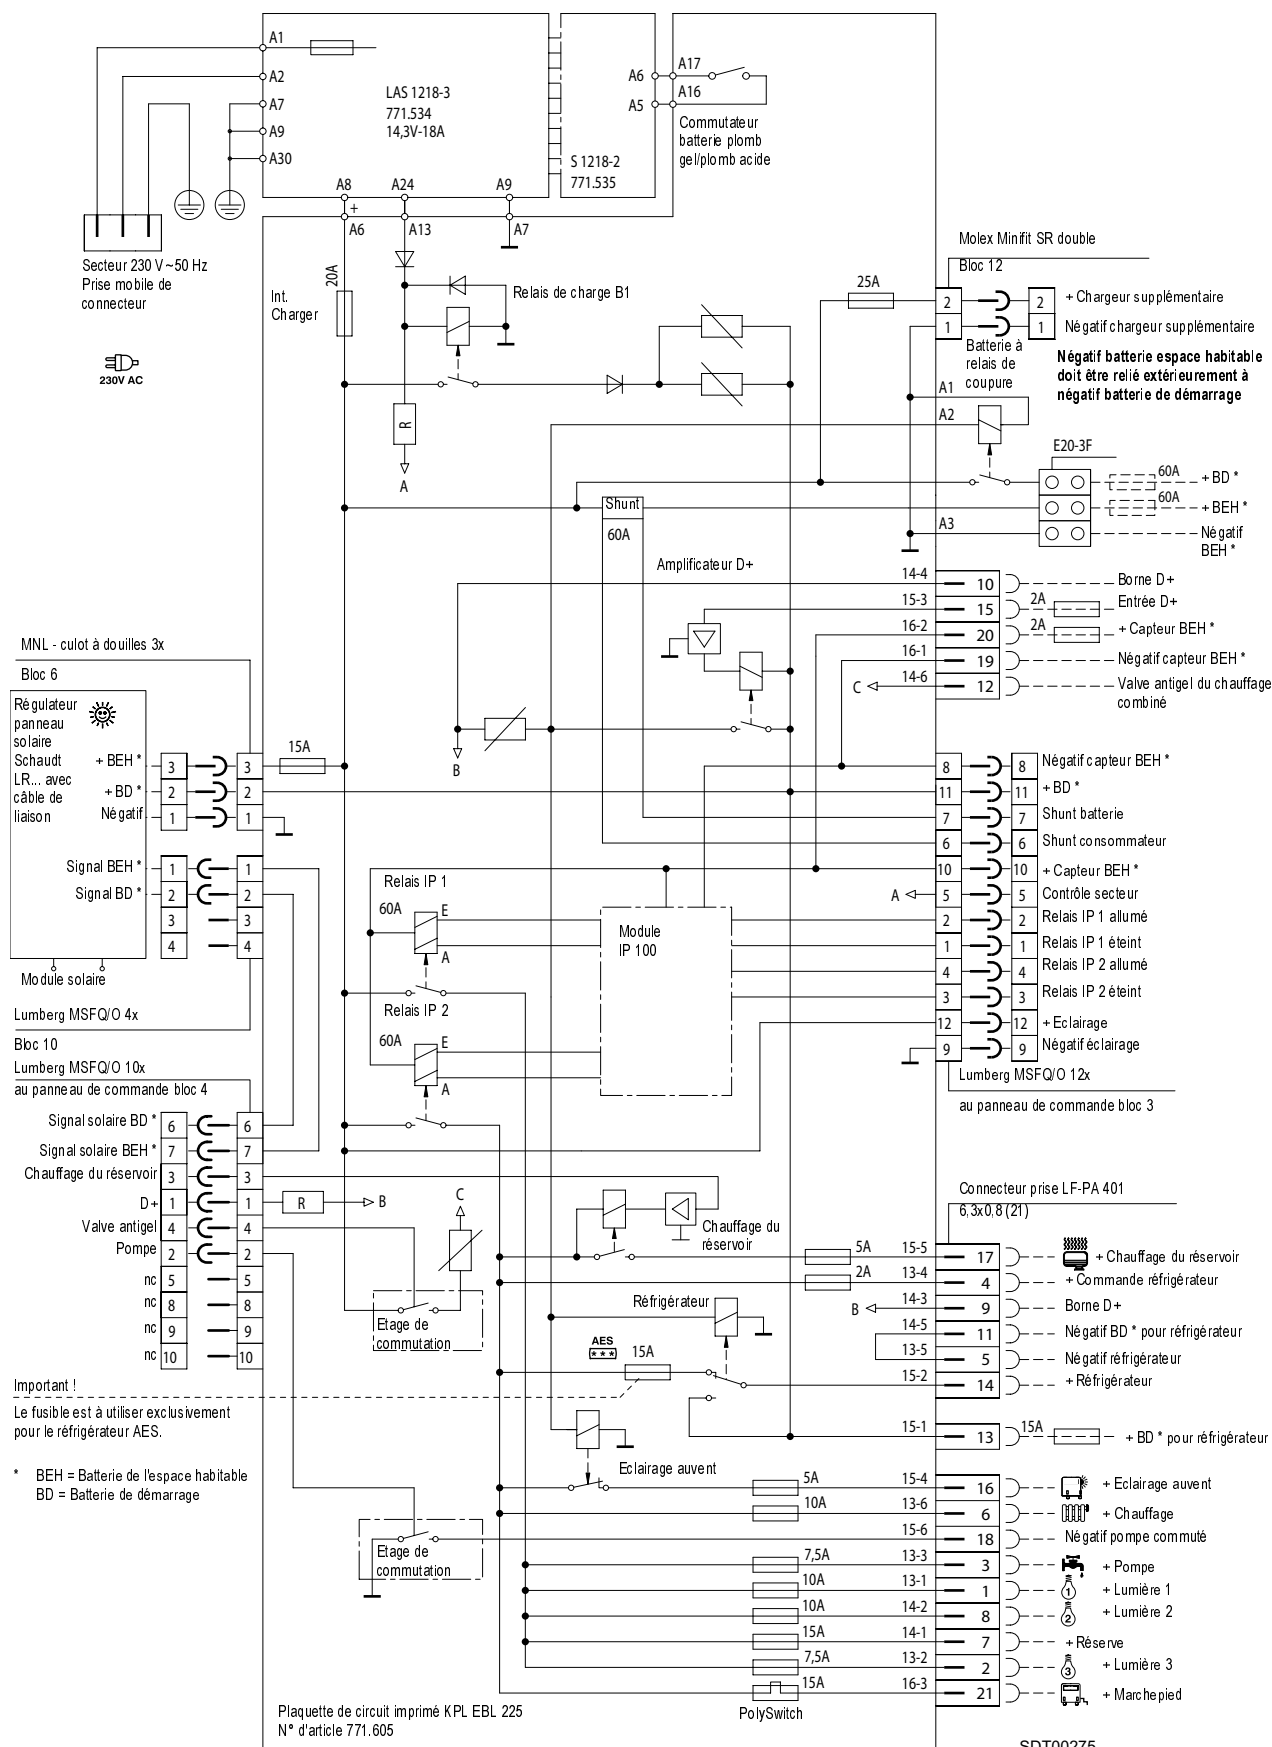 A1
A2
A7
A9
A30
LAS 1218-3
771.534
14,3V-18A
S 1218-2
771.535
A6
A5
A17
A16
Commutateur
batterie plomb
gel/plomb acide
A8
A24
A9
+
A6
A13
A7
Secteur 230 V ~50 Hz
Prise mobile de
connecteur
230V AC
Int.
Charger
20A
Relais de charge B1
R
A
Molex Minifit SR double
Bloc 12
25A
2
2
+ Chargeur supplémentaire
1
1
Négatif chargeur supplémentaire
Batterie à
relais de
coupure
Négatif batterie espace habitable
doit être relié extérieurement à
négatif batterie de démarrage
A1
A2
E20-3F
60A
+ BD *
60A
+ BEH *
A3
Négatif
BEH *
Shunt
60A
Amplificateur D+
14-4
10
Borne D+
15-3
15
2A
Entrée D+
16-2
20
2A
+ Capteur BEH *
16-1
19
Négatif capteur BEH *
C
14-6
12
Valve antigel du chauffage
combiné
B
MNL - culot à douilles 3x
Bloc 6
Régulateur
panneau
solaire
Schaudt
LR... avec
câble de
liaison
+ BEH *
3
3
15A
+ BD *
2
2
Négatif
1
1
Signal BEH *
1
1
Signal BD *
2
2
3
3
4
4
Module solaire
Lumberg MSFQ/O 4x
8
8
Négatif capteur BEH *
11
11
+ BD *
7
7
Shunt batterie
6
6
Shunt consommateur
10
10
+ Capteur BEH *
A
5
5
Contrôle secteur
2
2
Relais IP 1 allumé
1
1
Relais IP 1 éteint
4
4
Relais IP 2 allumé
3
3
Relais IP 2 éteint
12
12
+ Eclairage
9
9
Négatif éclairage
Lumberg MSFQ/O 12x
au panneau de commande bloc 3
Relais IP 1
60A
E
A
Relais IP 2
60A
E
A
Module
IP 100
Bloc 10
Lumberg MSFQ/O 10x
au panneau de commande bloc 4
Signal solaire BD *
6
6
Signal solaire BEH *
7
7
Chauffage du réservoir
3
3
D+
1
1
R
B
Valve antigel
4
4
Pompe
2
2
nc
5
5
nc
8
8
nc
9
9
nc
10
10
C
Etage de
commutation
Chauffage du
réservoir
Connecteur prise LF-PA 401
6,3x0,8 (21)
5A
15-5
17
+ Chauffage du réservoir
2A
13-4
4
+ Commande réfrigérateur
B
14-3
9
Borne D+
14-5
11
Négatif BD * pour réfrigérateur
13-5
5
Négatif réfrigérateur
Réfrigérateur
AES
***
15A
15-2
14
+ Réfrigérateur
Important !
Le fusible est à utiliser exclusivement
pour le réfrigérateur AES.
* BEH = Batterie de l'espace habitable
BD = Batterie de démarrage
15-1
13
15A
+ BD * pour réfrigérateur
Eclairage auvent
5A
15-4
16
+ Eclairage auvent
10A
13-6
6
+ Chauffage
15-6
18
Négatif pompe commuté
Etage de
commutation
7,5A
13-3
3
+ Pompe
10A
13-1
1
1
+ Lumière 1
10A
14-2
8
2
+ Lumière 2
15A
14-1
7
+ Réserve
7,5A
13-2
2
3
+ Lumière 3
15A
16-3
21
+ Marchepied
PolySwitch
Plaquette de circuit imprimé KPL EBL 225
N° d'article 771.605
SDT00275